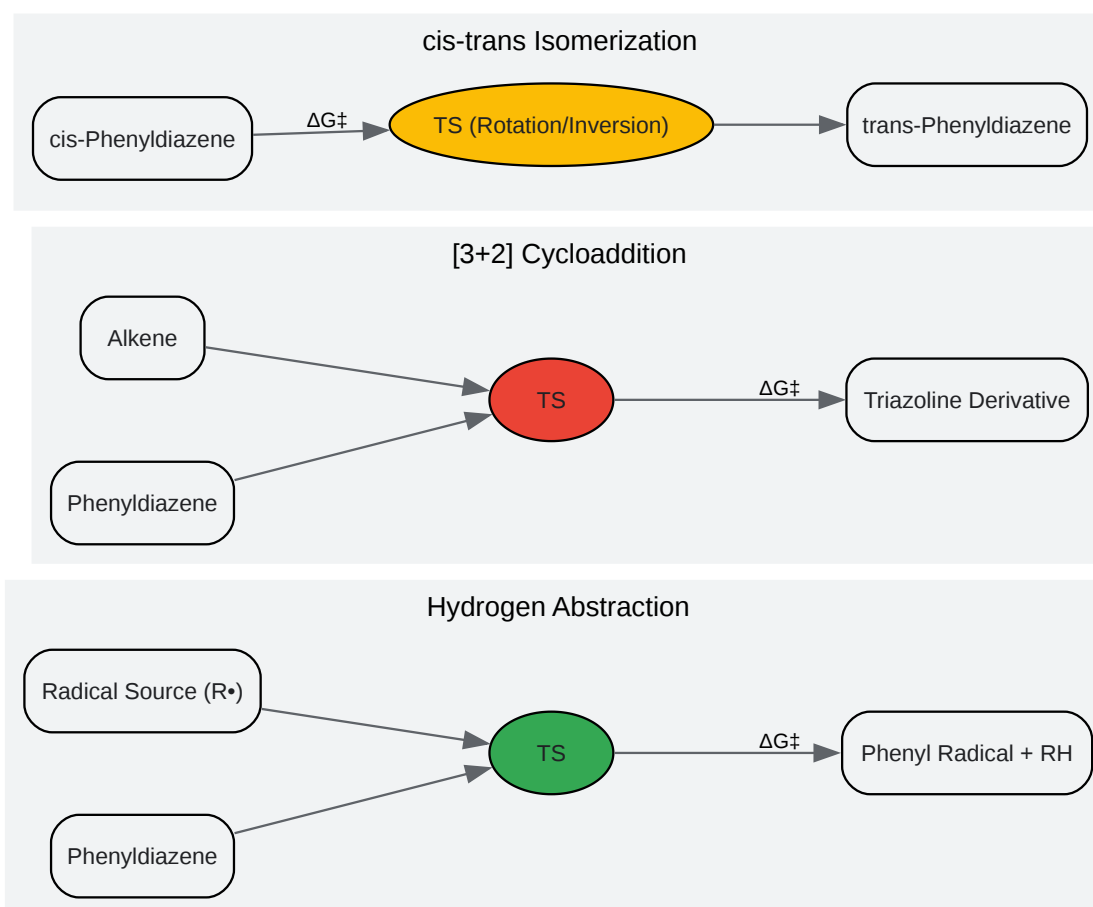 cis-trans Isomerization
cis-Phenyldiazene
ΔG‡
TS (Rotation/Inversion)
trans-Phenyldiazene
[3+2] Cycloaddition
Alkene
Phenyldiazene
TS
ΔG‡
Triazoline Derivative
Hydrogen Abstraction
Radical Source (R•)
Phenyldiazene
TS
ΔG‡
Phenyl Radical + RH